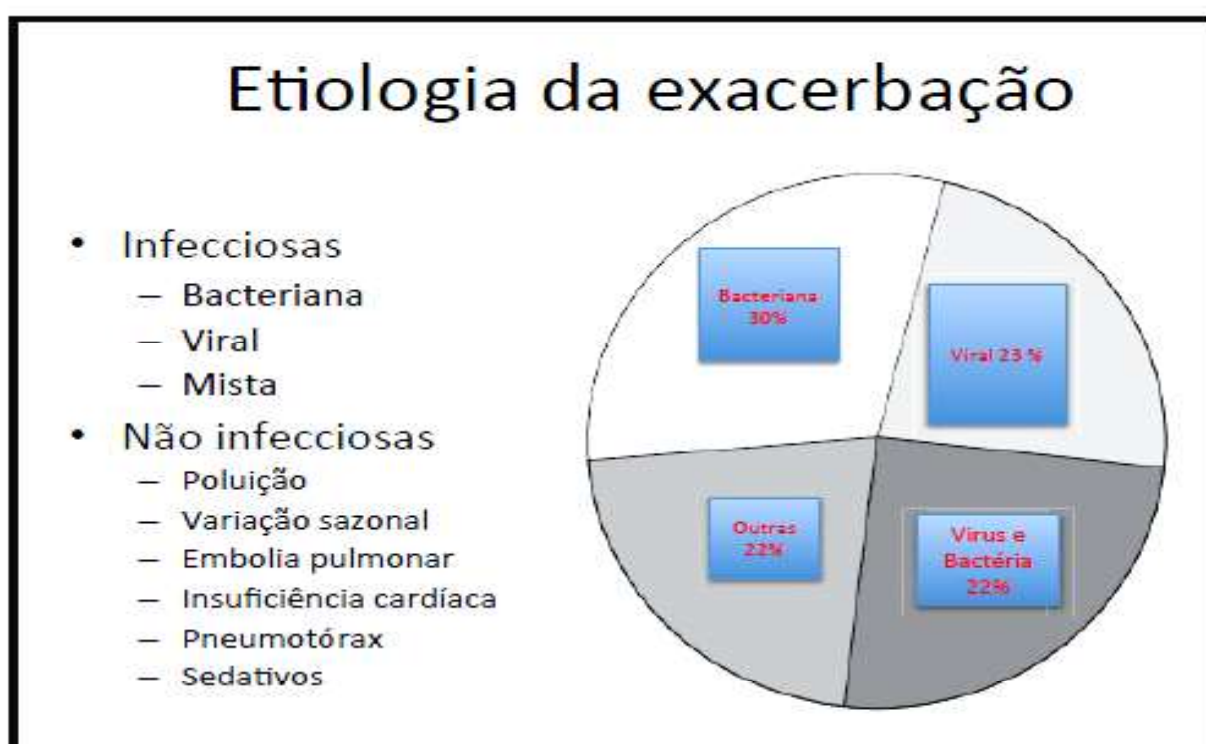 Etiologia da exacerbação
• Infecciosas
– Bacteriana
– Viral
– Mista
• Não infecciosas
– Poluição
– Variação sazonal
– Embolia pulmonar
– Insuficiência cardíaca
– Pneumotórax
– Sedativos
Bacteriana
30%
Viral 23 %
Outras
22%
Virus e
Bactéria
22%